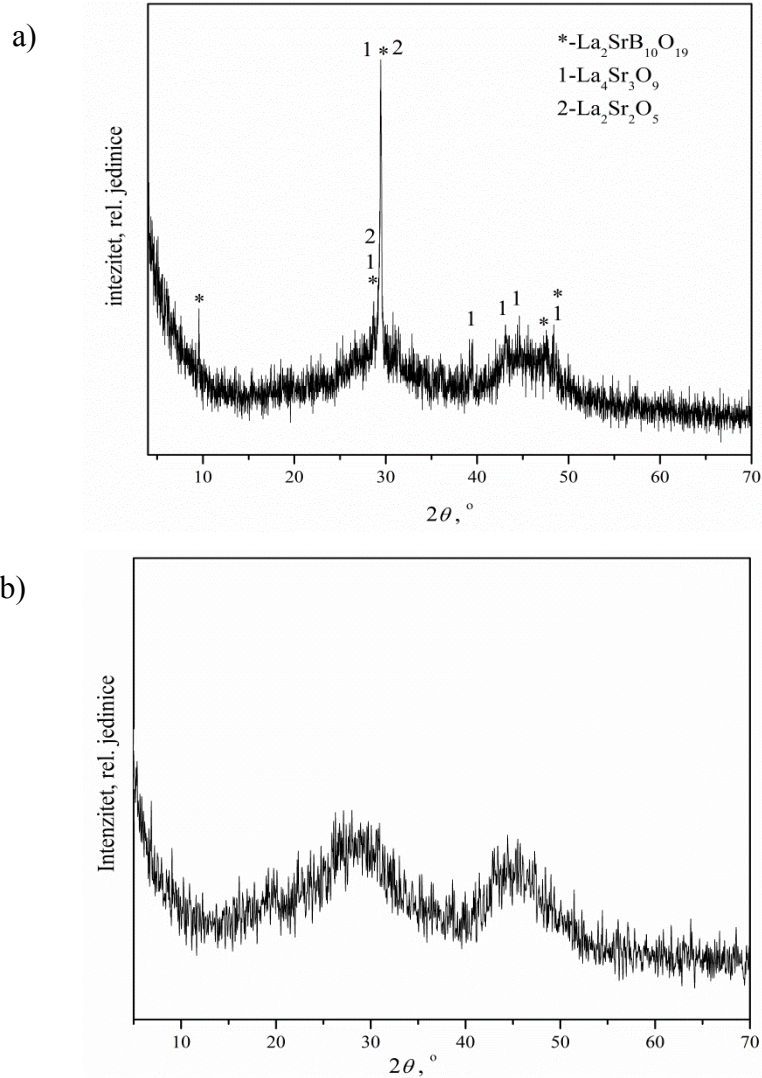 a)
1 * 2
*-La₂SrB₁₀O₁₉
1-La₄Sr₃O₉
2-La₂Sr₂O₅
2
1
*
*
1
1
1
*
*
1
intezitet, rel. jedinice
10 20 30 40 50 60 70
2θ, °
b)
Intenzitet, rel. jedinice
10 20 30 40 50 60 70
2θ, °